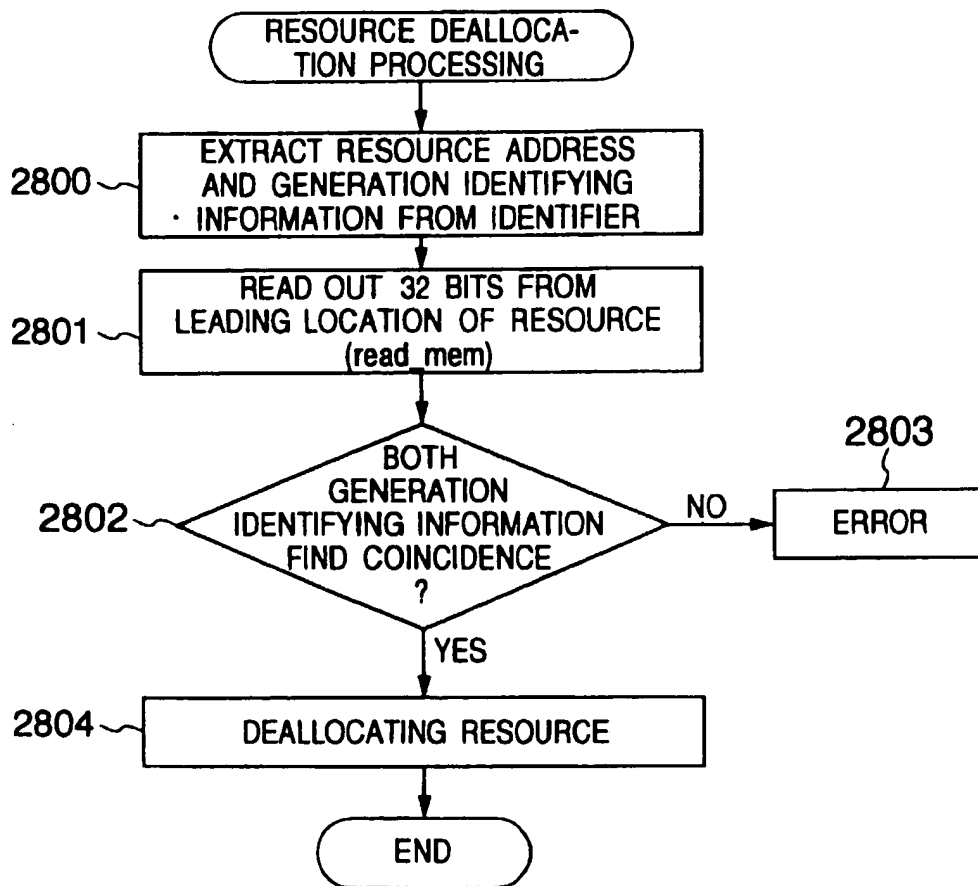 RESOURCE DEALLOCA-
TION PROCESSING
2800
EXTRACT RESOURCE ADDRESS
AND GENERATION IDENTIFYING
INFORMATION FROM IDENTIFIER
2801
READ OUT 32 BITS FROM
LEADING LOCATION OF RESOURCE
(read_mem)
2802
BOTH
GENERATION
IDENTIFYING INFORMATION
FIND COINCIDENCE
?
NO
2803
ERROR
YES
2804
DEALLOCATING RESOURCE
END